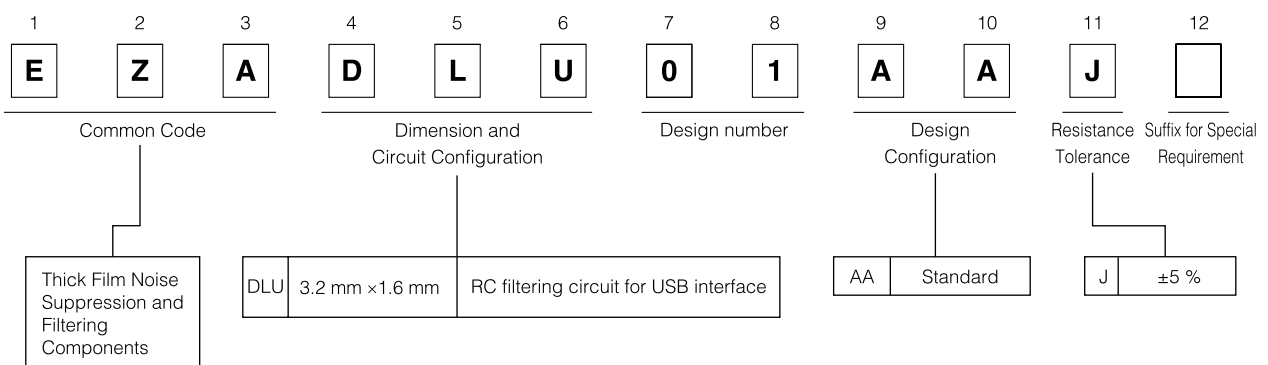 1 2 3 4 5 6 7 8 9 10 11 12
E Z A D L U 0 1 A A J
Common Code
Dimension and
Circuit Configuration
Design number
Design
Configuration
Resistance
Tolerance
Suffix for Special
Requirement
Thick Film Noise
Suppression and
Filtering
Components
DLU 3.2 mm ×1.6 mm RC filtering circuit for USB interface
AA Standard
J ±5 %